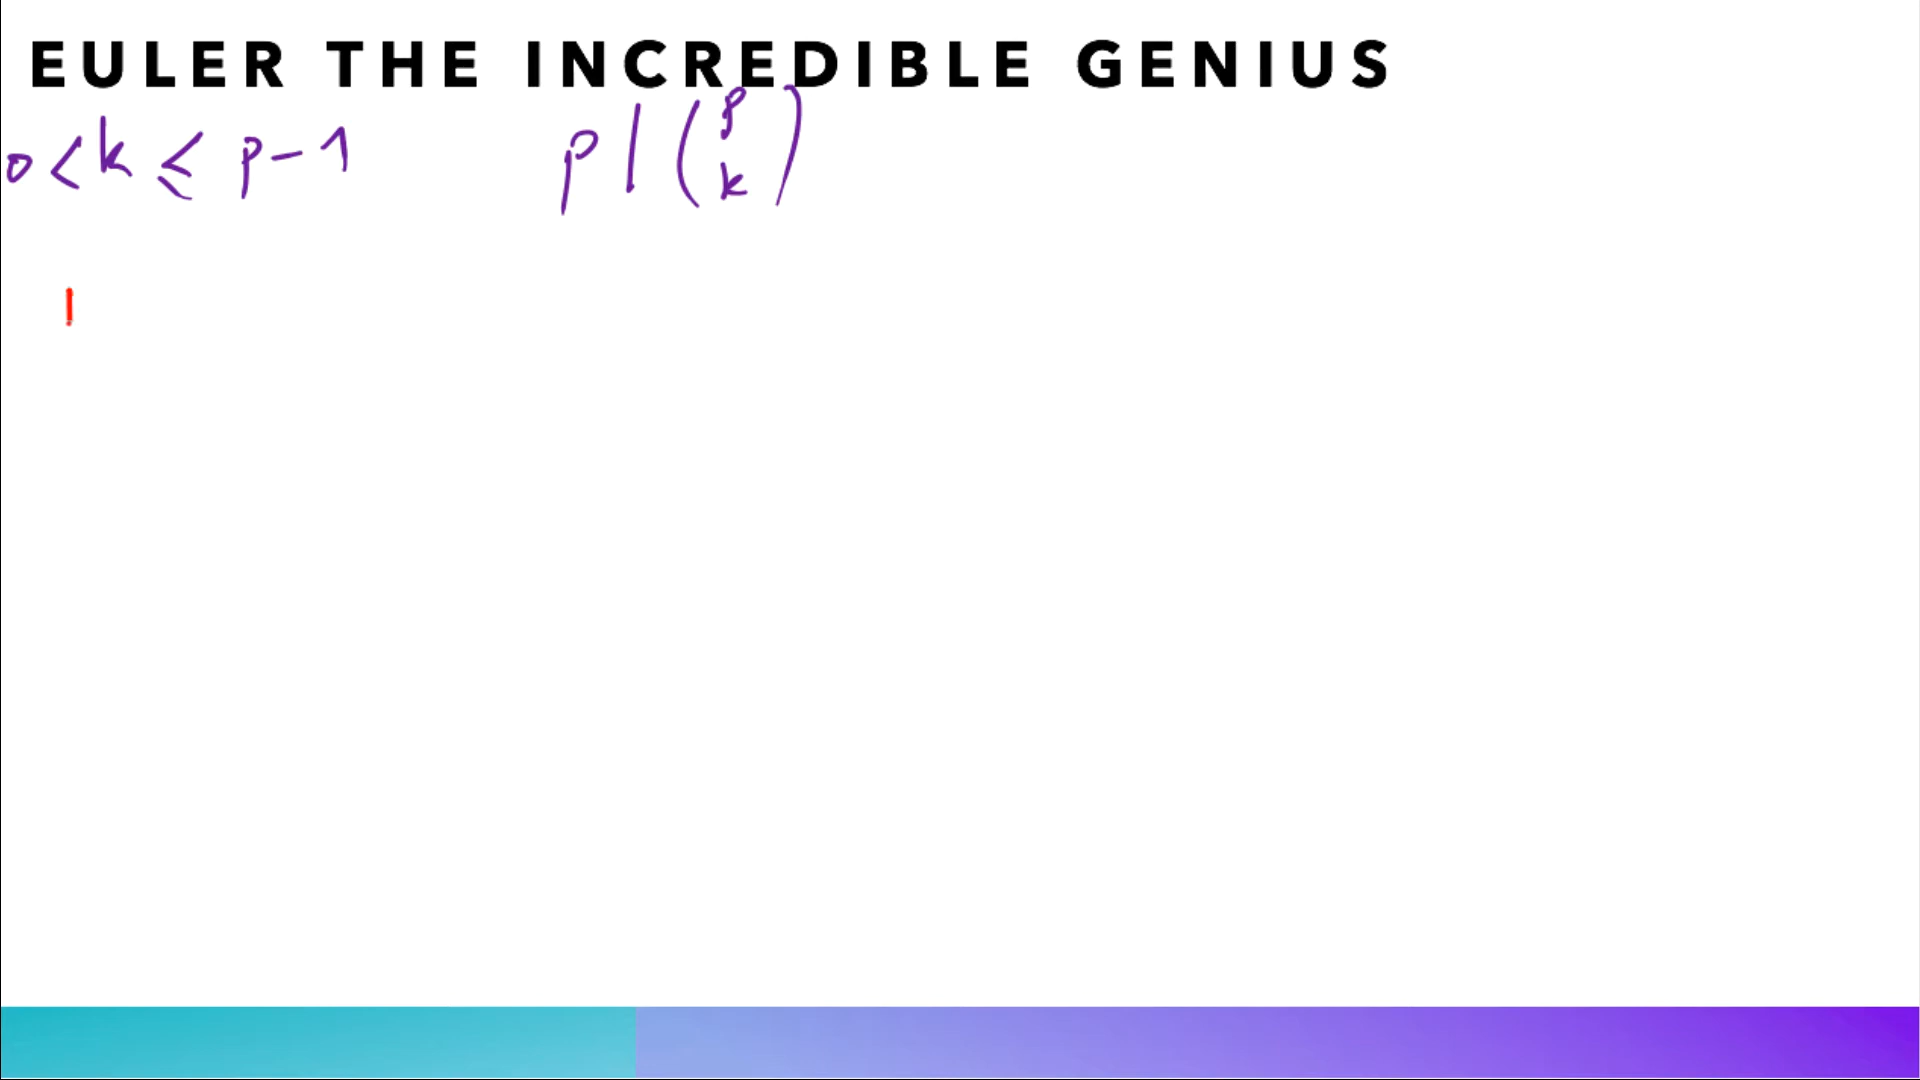 EULER THE INCREDIBLE GENIUS
0 < k ≤ p - 1 p | (p k)